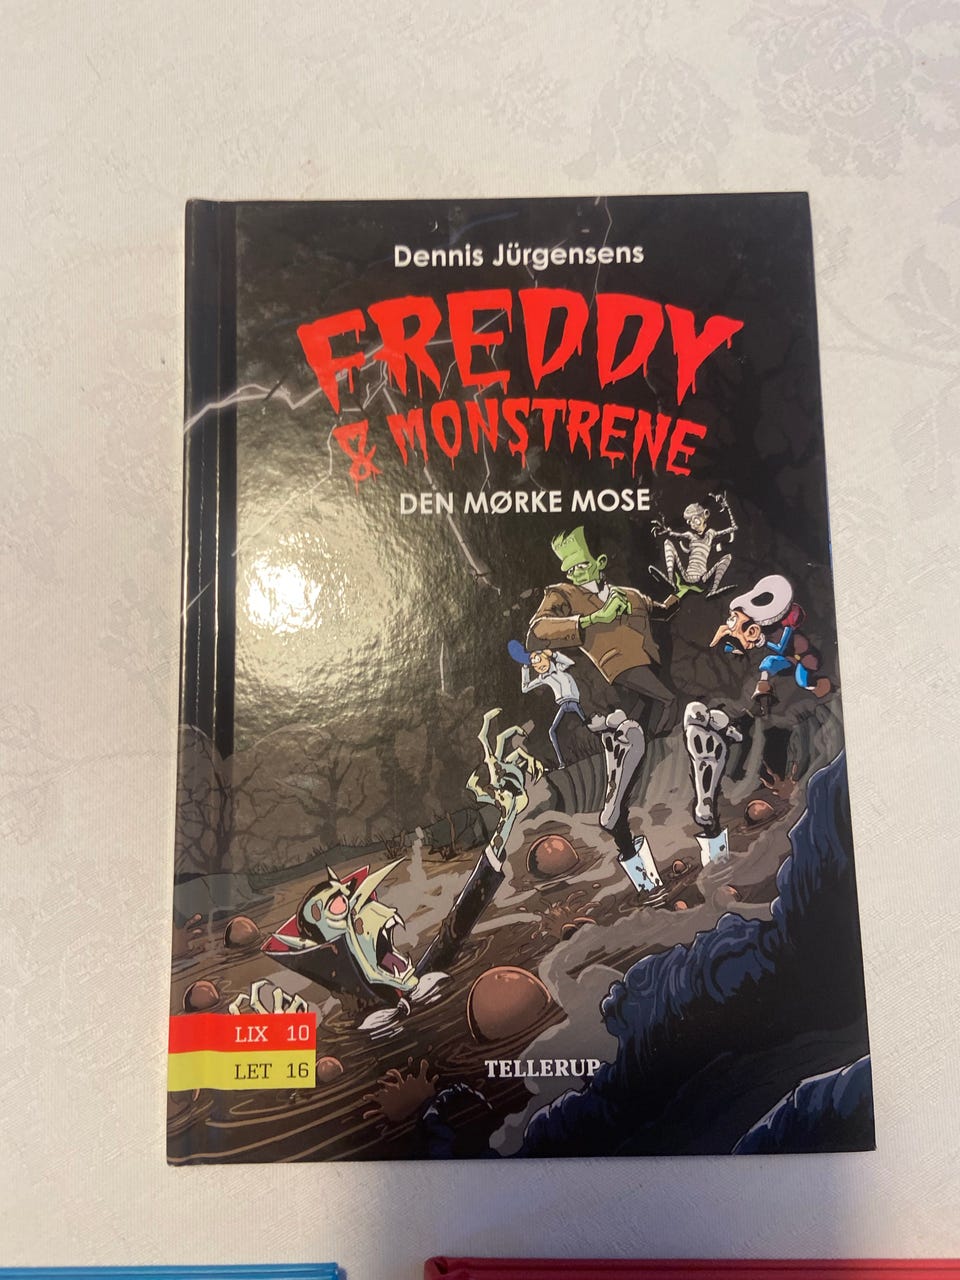 Dennis Jürgensens
FREDDY
& MONSTRENE
DEN MØRKE MOSE
LIX 10
LET 16
TELLERUP